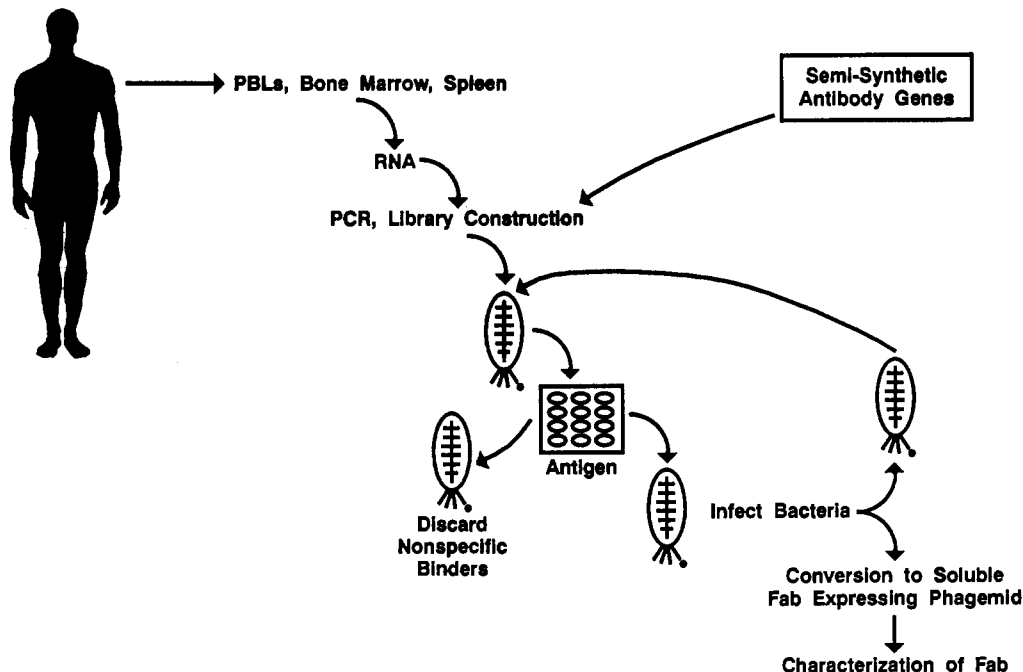 PBLs, Bone Marrow, Spleen
Semi-Synthetic
Antibody Genes
RNA
PCR, Library Construction
Antigen
Discard
Nonspecific
Binders
Infect Bacteria
Conversion to Soluble
Fab Expressing Phagemid
Characterization of Fab